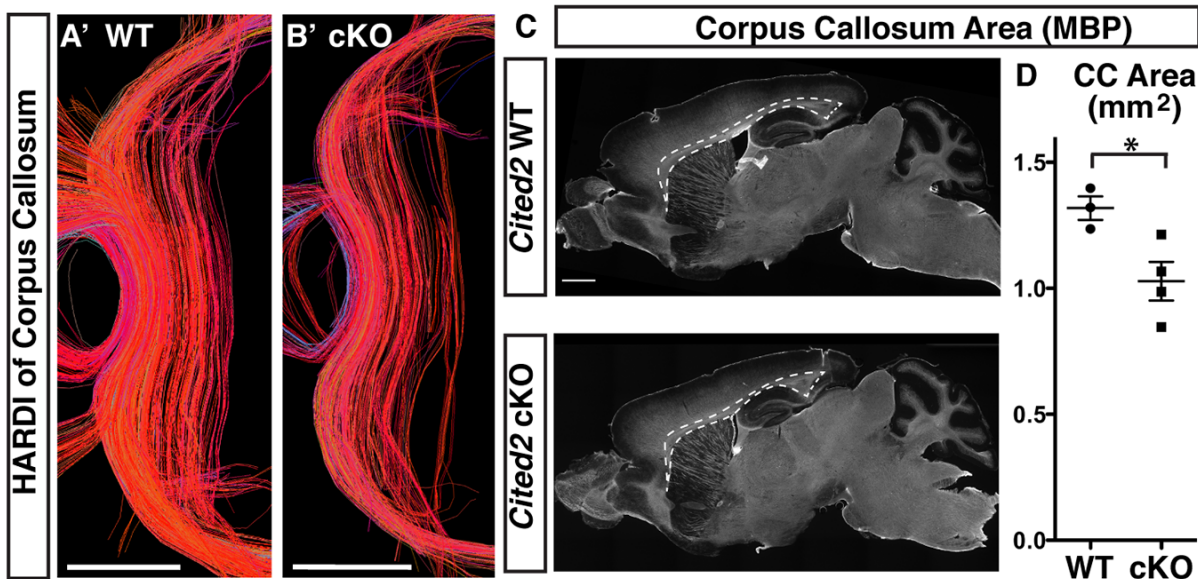 HARDI of Corpus Callosum
A' WT
B' cKO
C
Corpus Callosum Area (MBP)
Cited2 WT
Cited2 cKO
D
CC Area
(mm²)
*
1.5
1.0
0.5
0.0
WT cKO